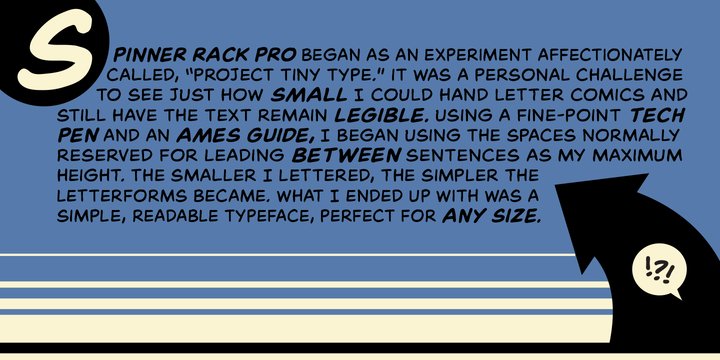 SPINNER RACK PRO BEGAN AS AN EXPERIMENT AFFECTIONATELY
CALLED, “PROJECT TINY TYPE.” IT WAS A PERSONAL CHALLENGE
TO SEE JUST HOW SMALL I COULD HAND LETTER COMICS AND
STILL HAVE THE TEXT REMAIN LEGIBLE. USING A FINE-POINT TECH
PEN AND AN AMES GUIDE, I BEGAN USING THE SPACES NORMALLY
RESERVED FOR LEADING BETWEEN SENTENCES AS MY MAXIMUM
HEIGHT. THE SMALLER I LETTERED, THE SIMPLER THE
LETTERFORMS BECAME. WHAT I ENDED UP WITH WAS A
SIMPLE, READABLE TYPEFACE, PERFECT FOR ANY SIZE.
!?!